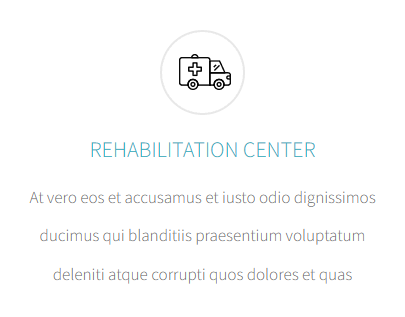 REHABILITATION CENTER
At vero eos et accusamus et iusto odio dignissimos
ducimus qui blanditiis praesentium voluptatum
deleniti atque corrupti quos dolores et quas